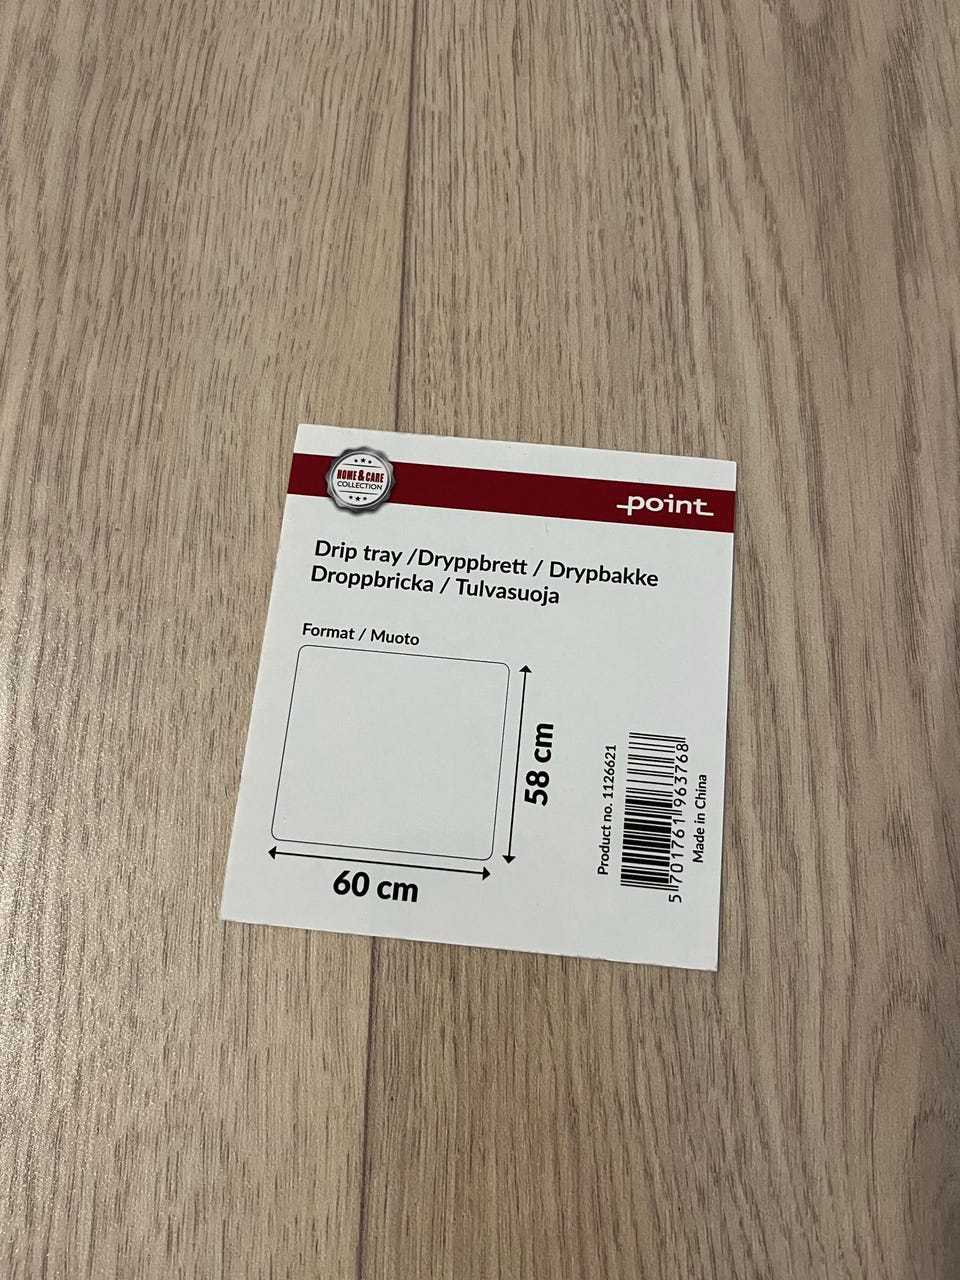 HOME & CARE
COLLECTION
point
Drip tray /Dryppbrett / Drypbakke
Droppbricka / Tulvasuoja
Format / Muoto
58 cm
60 cm
Product no. 1126621
5 701761 963768
Made in China